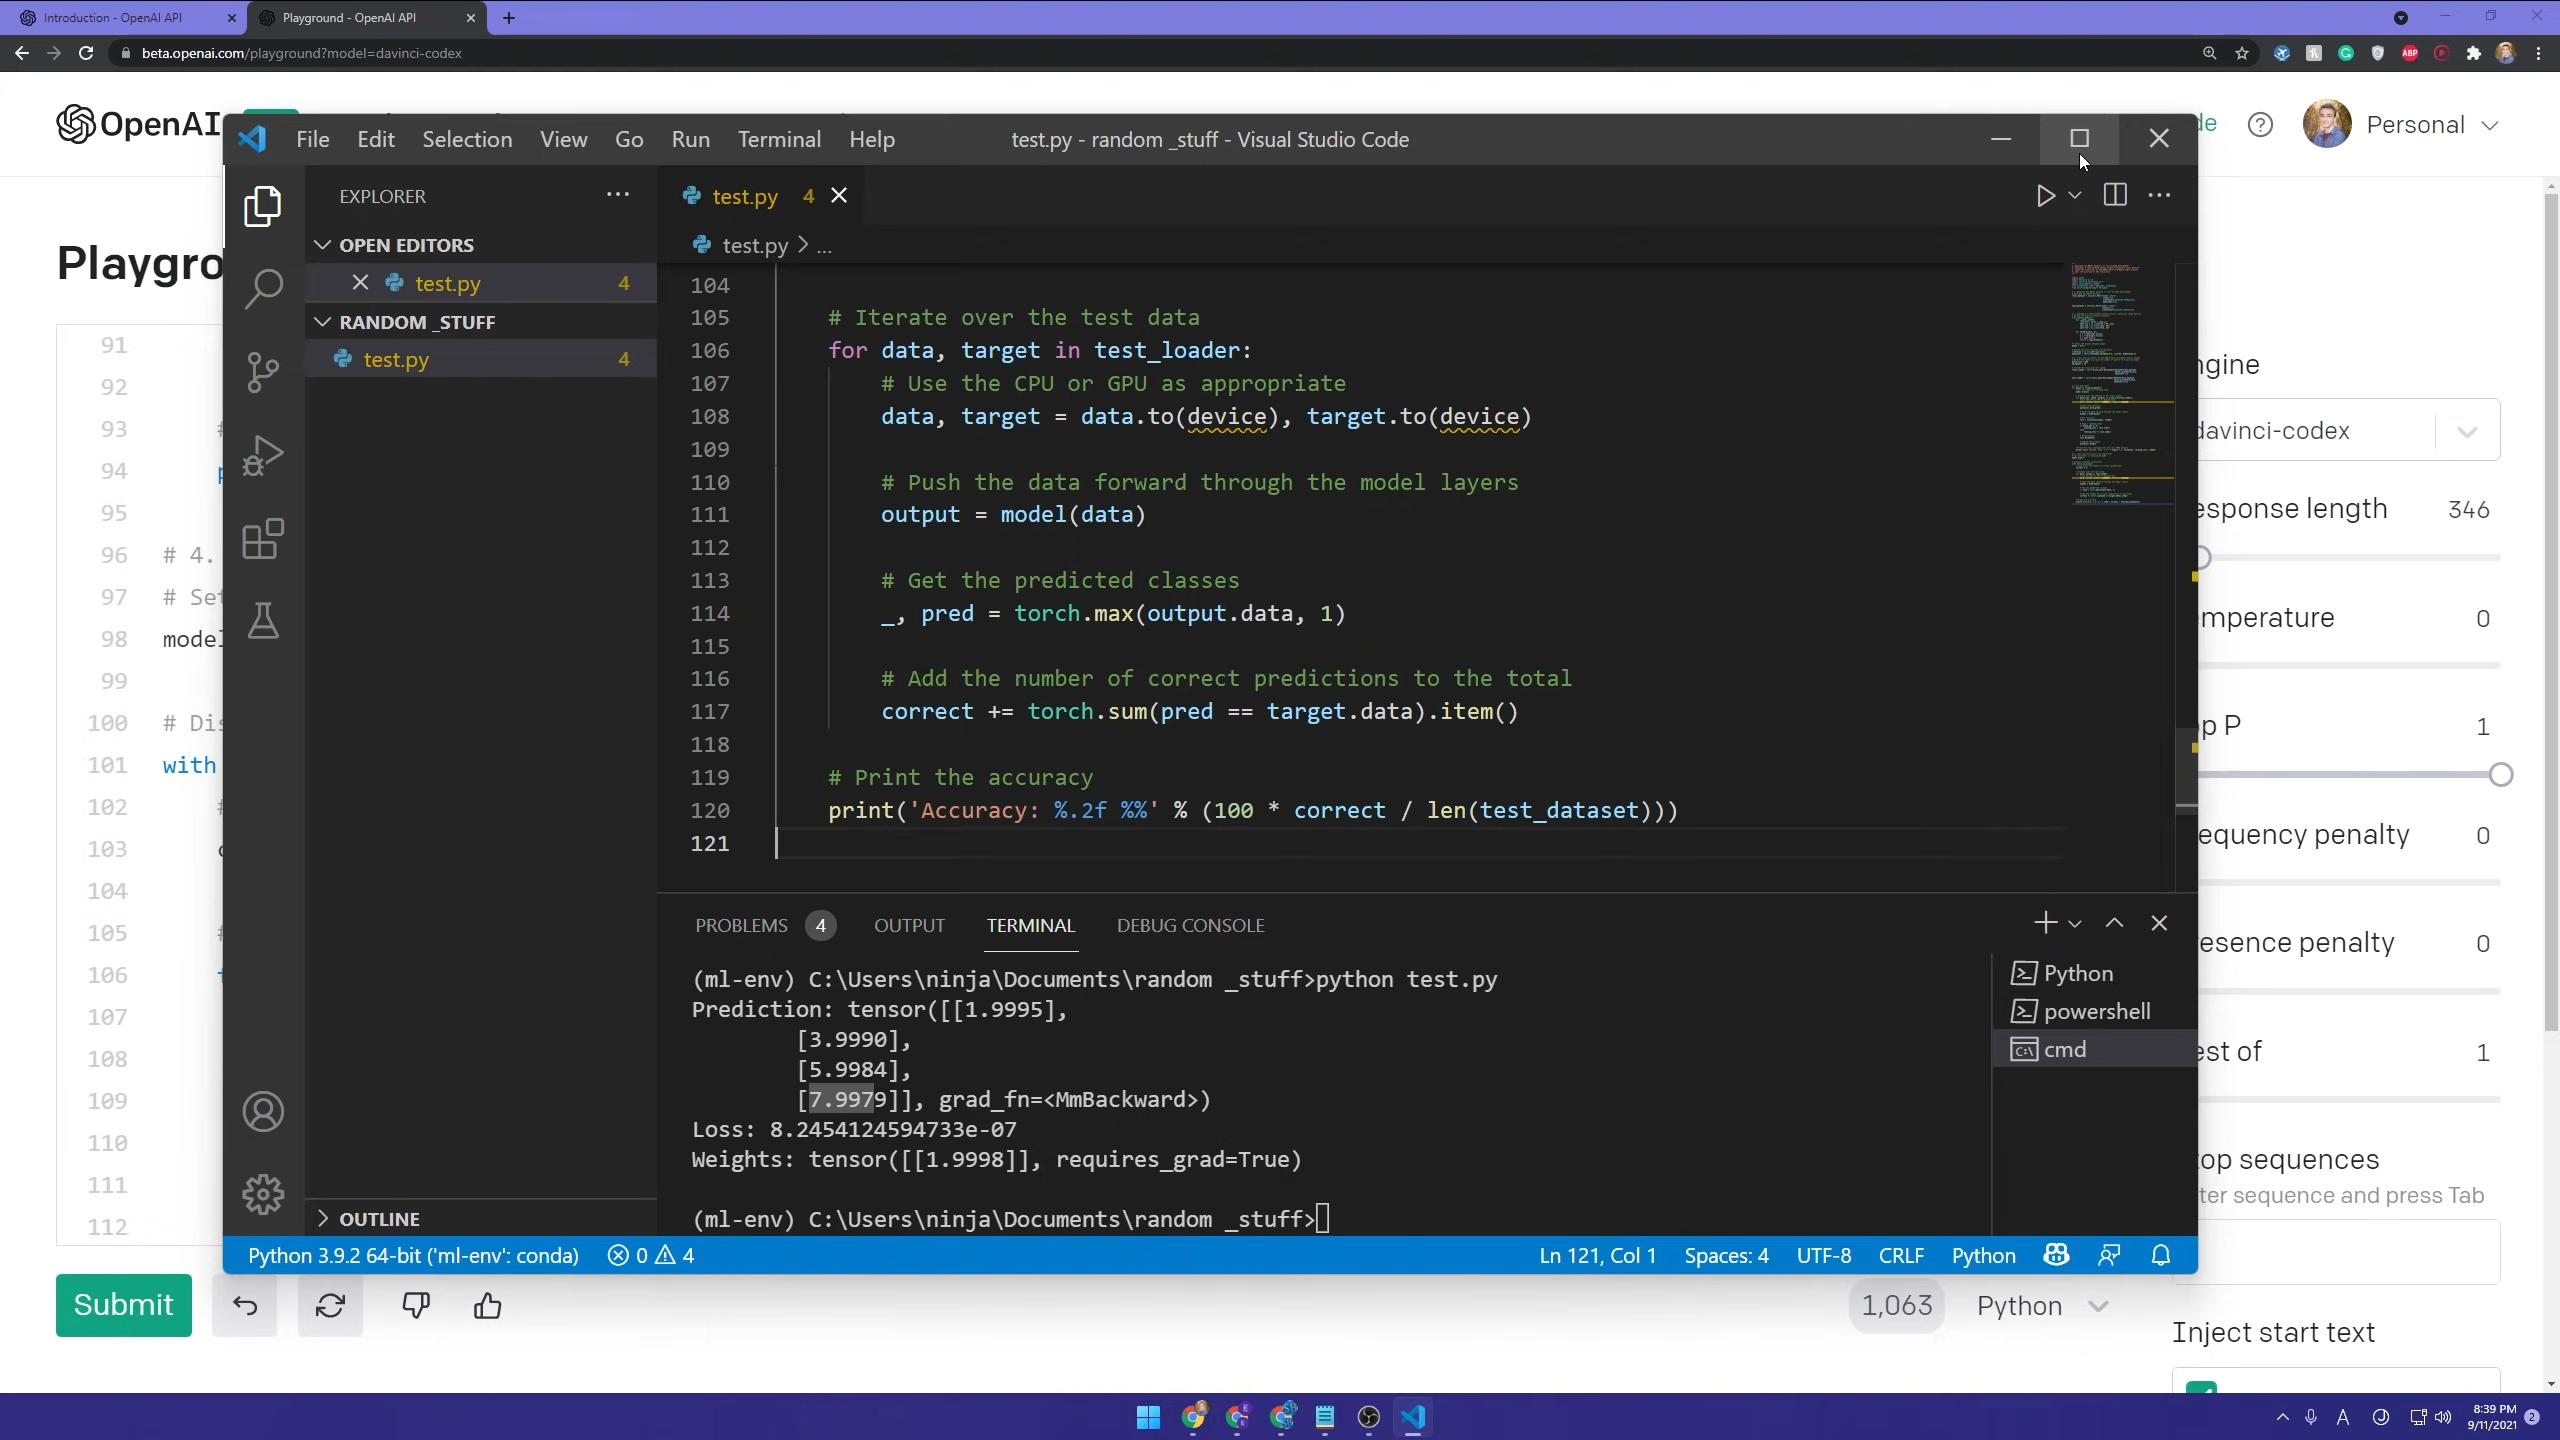 Introduction - OpenAI API
Playground - OpenAI API
beta.openai.com/playground?model=davinci-codex
OpenAI
Personal
File Edit Selection View Go Run Terminal Help
test.py - random _stuff - Visual Studio Code
EXPLORER
OPEN EDITORS
test.py 4
RANDOM _STUFF
test.py 4
test.py 4
test.py > ...
104
105 # Iterate over the test data
106 for data, target in test_loader:
107 # Use the CPU or GPU as appropriate
108 data, target = data.to(device), target.to(device)
109
110 # Push the data forward through the model layers
111 output = model(data)
112
113 # Get the predicted classes
114 _, pred = torch.max(output.data, 1)
115
116 # Add the number of correct predictions to the total
117 correct += torch.sum(pred == target.data).item()
118
119 # Print the accuracy
120 print('Accuracy: %.2f %%' % (100 * correct / len(test_dataset)))
121
PROBLEMS 4 OUTPUT TERMINAL DEBUG CONSOLE
(ml-env) C:\Users\ninja\Documents\random _stuff>python test.py
Prediction: tensor([[1.9995],
[3.9990],
[5.9984],
[7.9979]], grad_fn=<MmBackward>)
Loss: 8.2454124594733e-07
Weights: tensor([[1.9998]], requires_grad=True)
(ml-env) C:\Users\ninja\Documents\random _stuff>
Python
powershell
cmd
OUTLINE
Python 3.9.2 64-bit ('ml-env': conda) 0 4
Ln 121, Col 1 Spaces: 4 UTF-8 CRLF Python
Playgro
91
92
93 #
94 p
95
96 # 4.
97 # Set
98 model
99
100 # Dis
101 with
102 #
103 c
104
105 #
106 f
107
108
109
110
111
112
ngine
davinci-codex
esponse length 346
mperature 0
op P 1
equency penalty 0
resence penalty 0
est of 1
top sequences
ter sequence and press Tab
Inject start text
Submit
1,063 Python
8:39 PM
9/11/2021
2